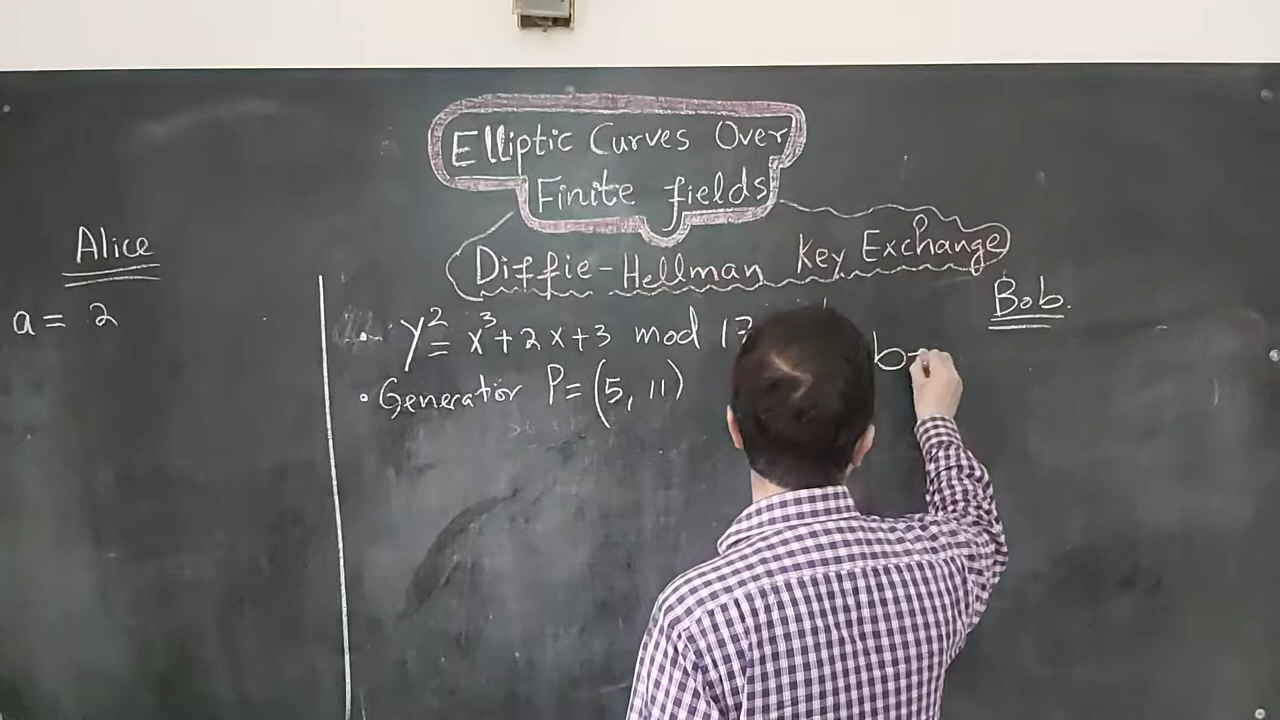 Elliptic Curves Over
Finite fields
Diffie-Hellman Key Exchange
Alice
a = 2
• y² = x³+2x+3 mod 17
• Generator P = (5, 11)
Bob.
b=